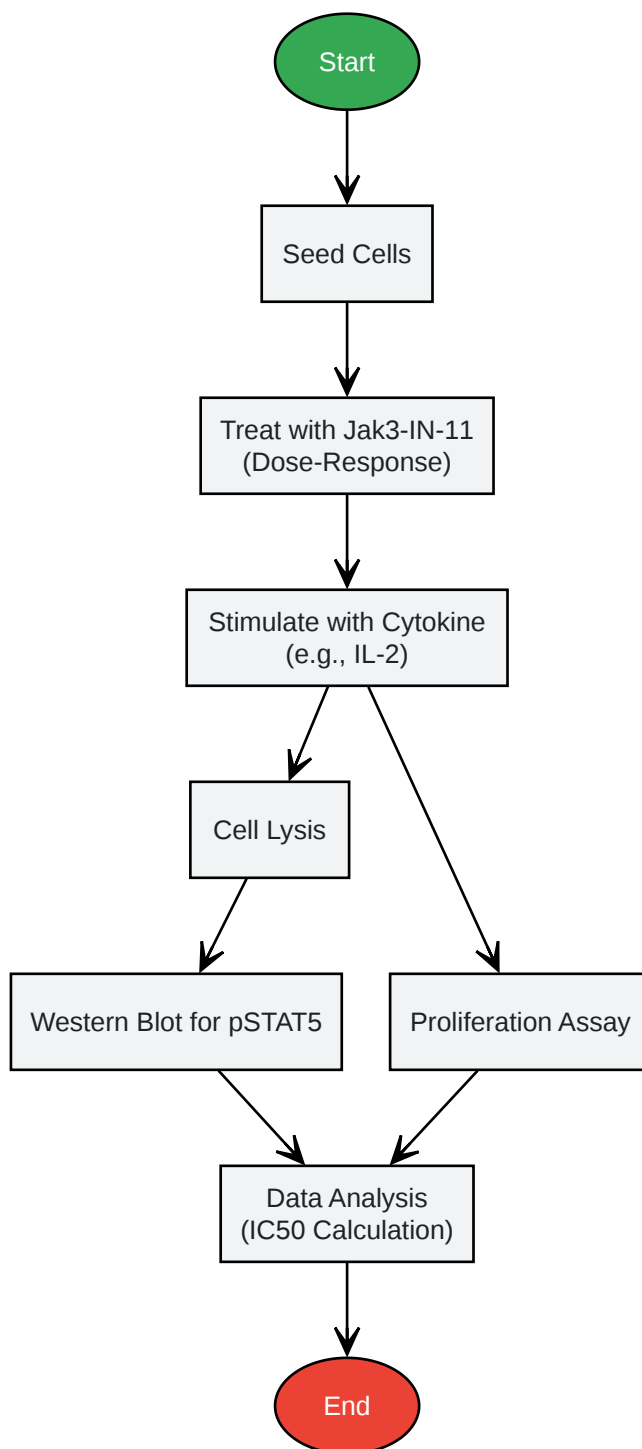 Start
Seed Cells
Treat with Jak3-IN-11
(Dose-Response)
Stimulate with Cytokine
(e.g., IL-2)
Cell Lysis
Western Blot for pSTAT5
Proliferation Assay
Data Analysis
(IC50 Calculation)
End